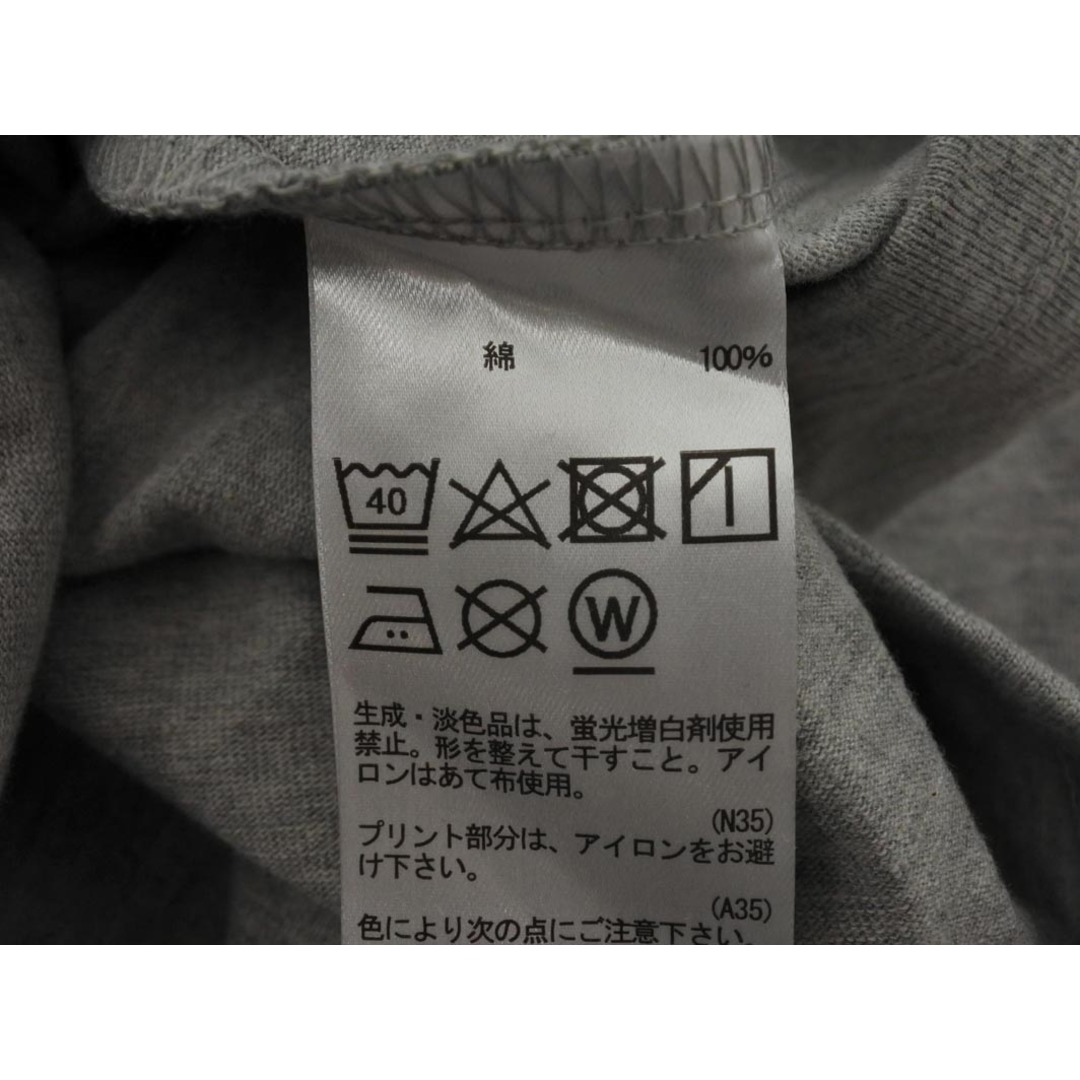 綿 100%
40
W
生成・淡色品は、蛍光増白剤使用
禁止。形を整えて干すこと。アイ
ロンはあて布使用。
(N35)
プリント部分は、アイロンをお避
け下さい。
(A35)
色により次の点にご注意下さい。